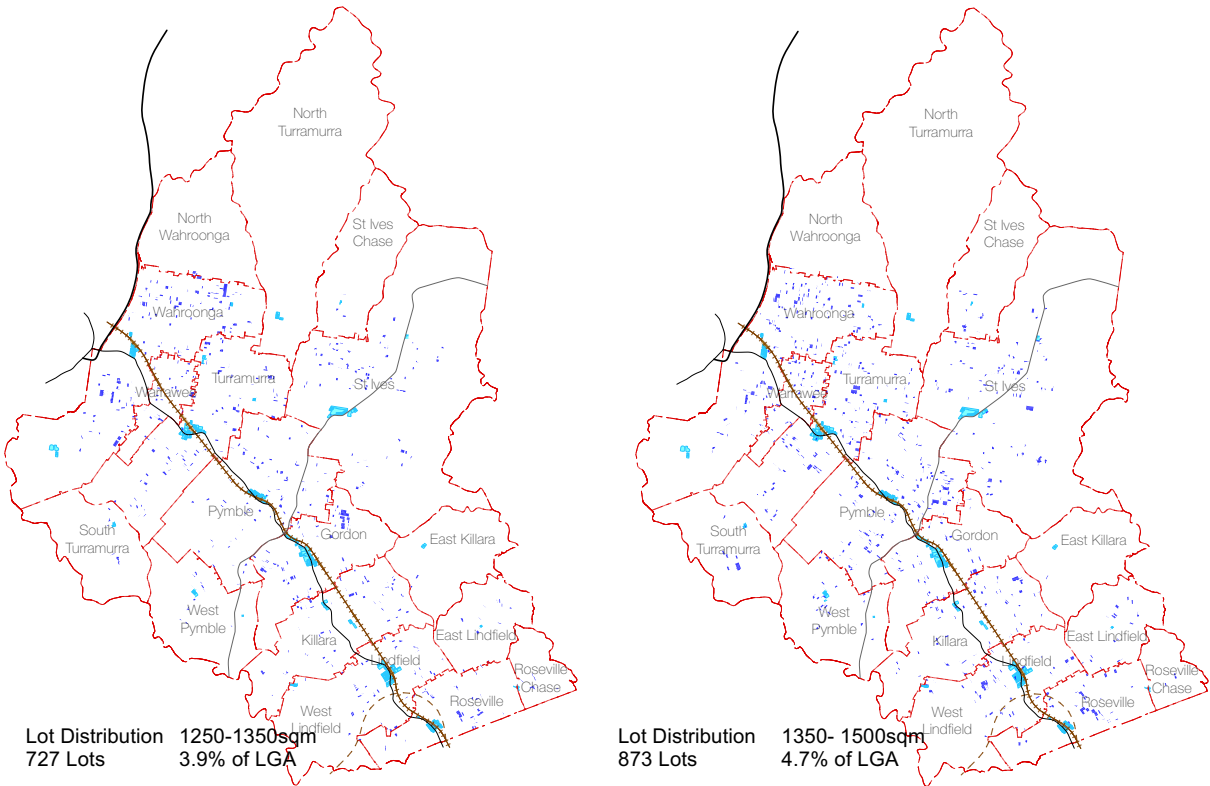 North
Turramurra
North
Wahroonga
St Ives
Chase
Wahroonga
Turramurra
Warrawee
St Ives
Pymble
South
Turramurra
Gordon
East Killara
West
Pymble
Killara
East Lindfield
Lindfield
Roseville
Chase
Roseville
West
Lindfield
Lot Distribution 1250-1350sqm
727 Lots 3.9% of LGA
North
Turramurra
North
Wahroonga
St Ives
Chase
Wahroonga
Turramurra
Warrawee
St Ives
Pymble
South
Turramurra
Gordon
East Killara
West
Pymble
Killara
East Lindfield
Lindfield
Roseville
Chase
Roseville
West
Lindfield
Lot Distribution 1350- 1500sqm
873 Lots 4.7% of LGA